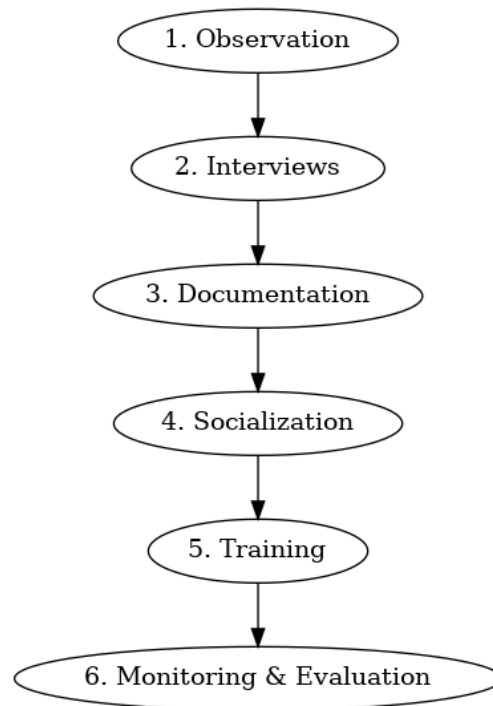 1. Observation
2. Interviews
3. Documentation
4. Socialization
5. Training
6. Monitoring & Evaluation